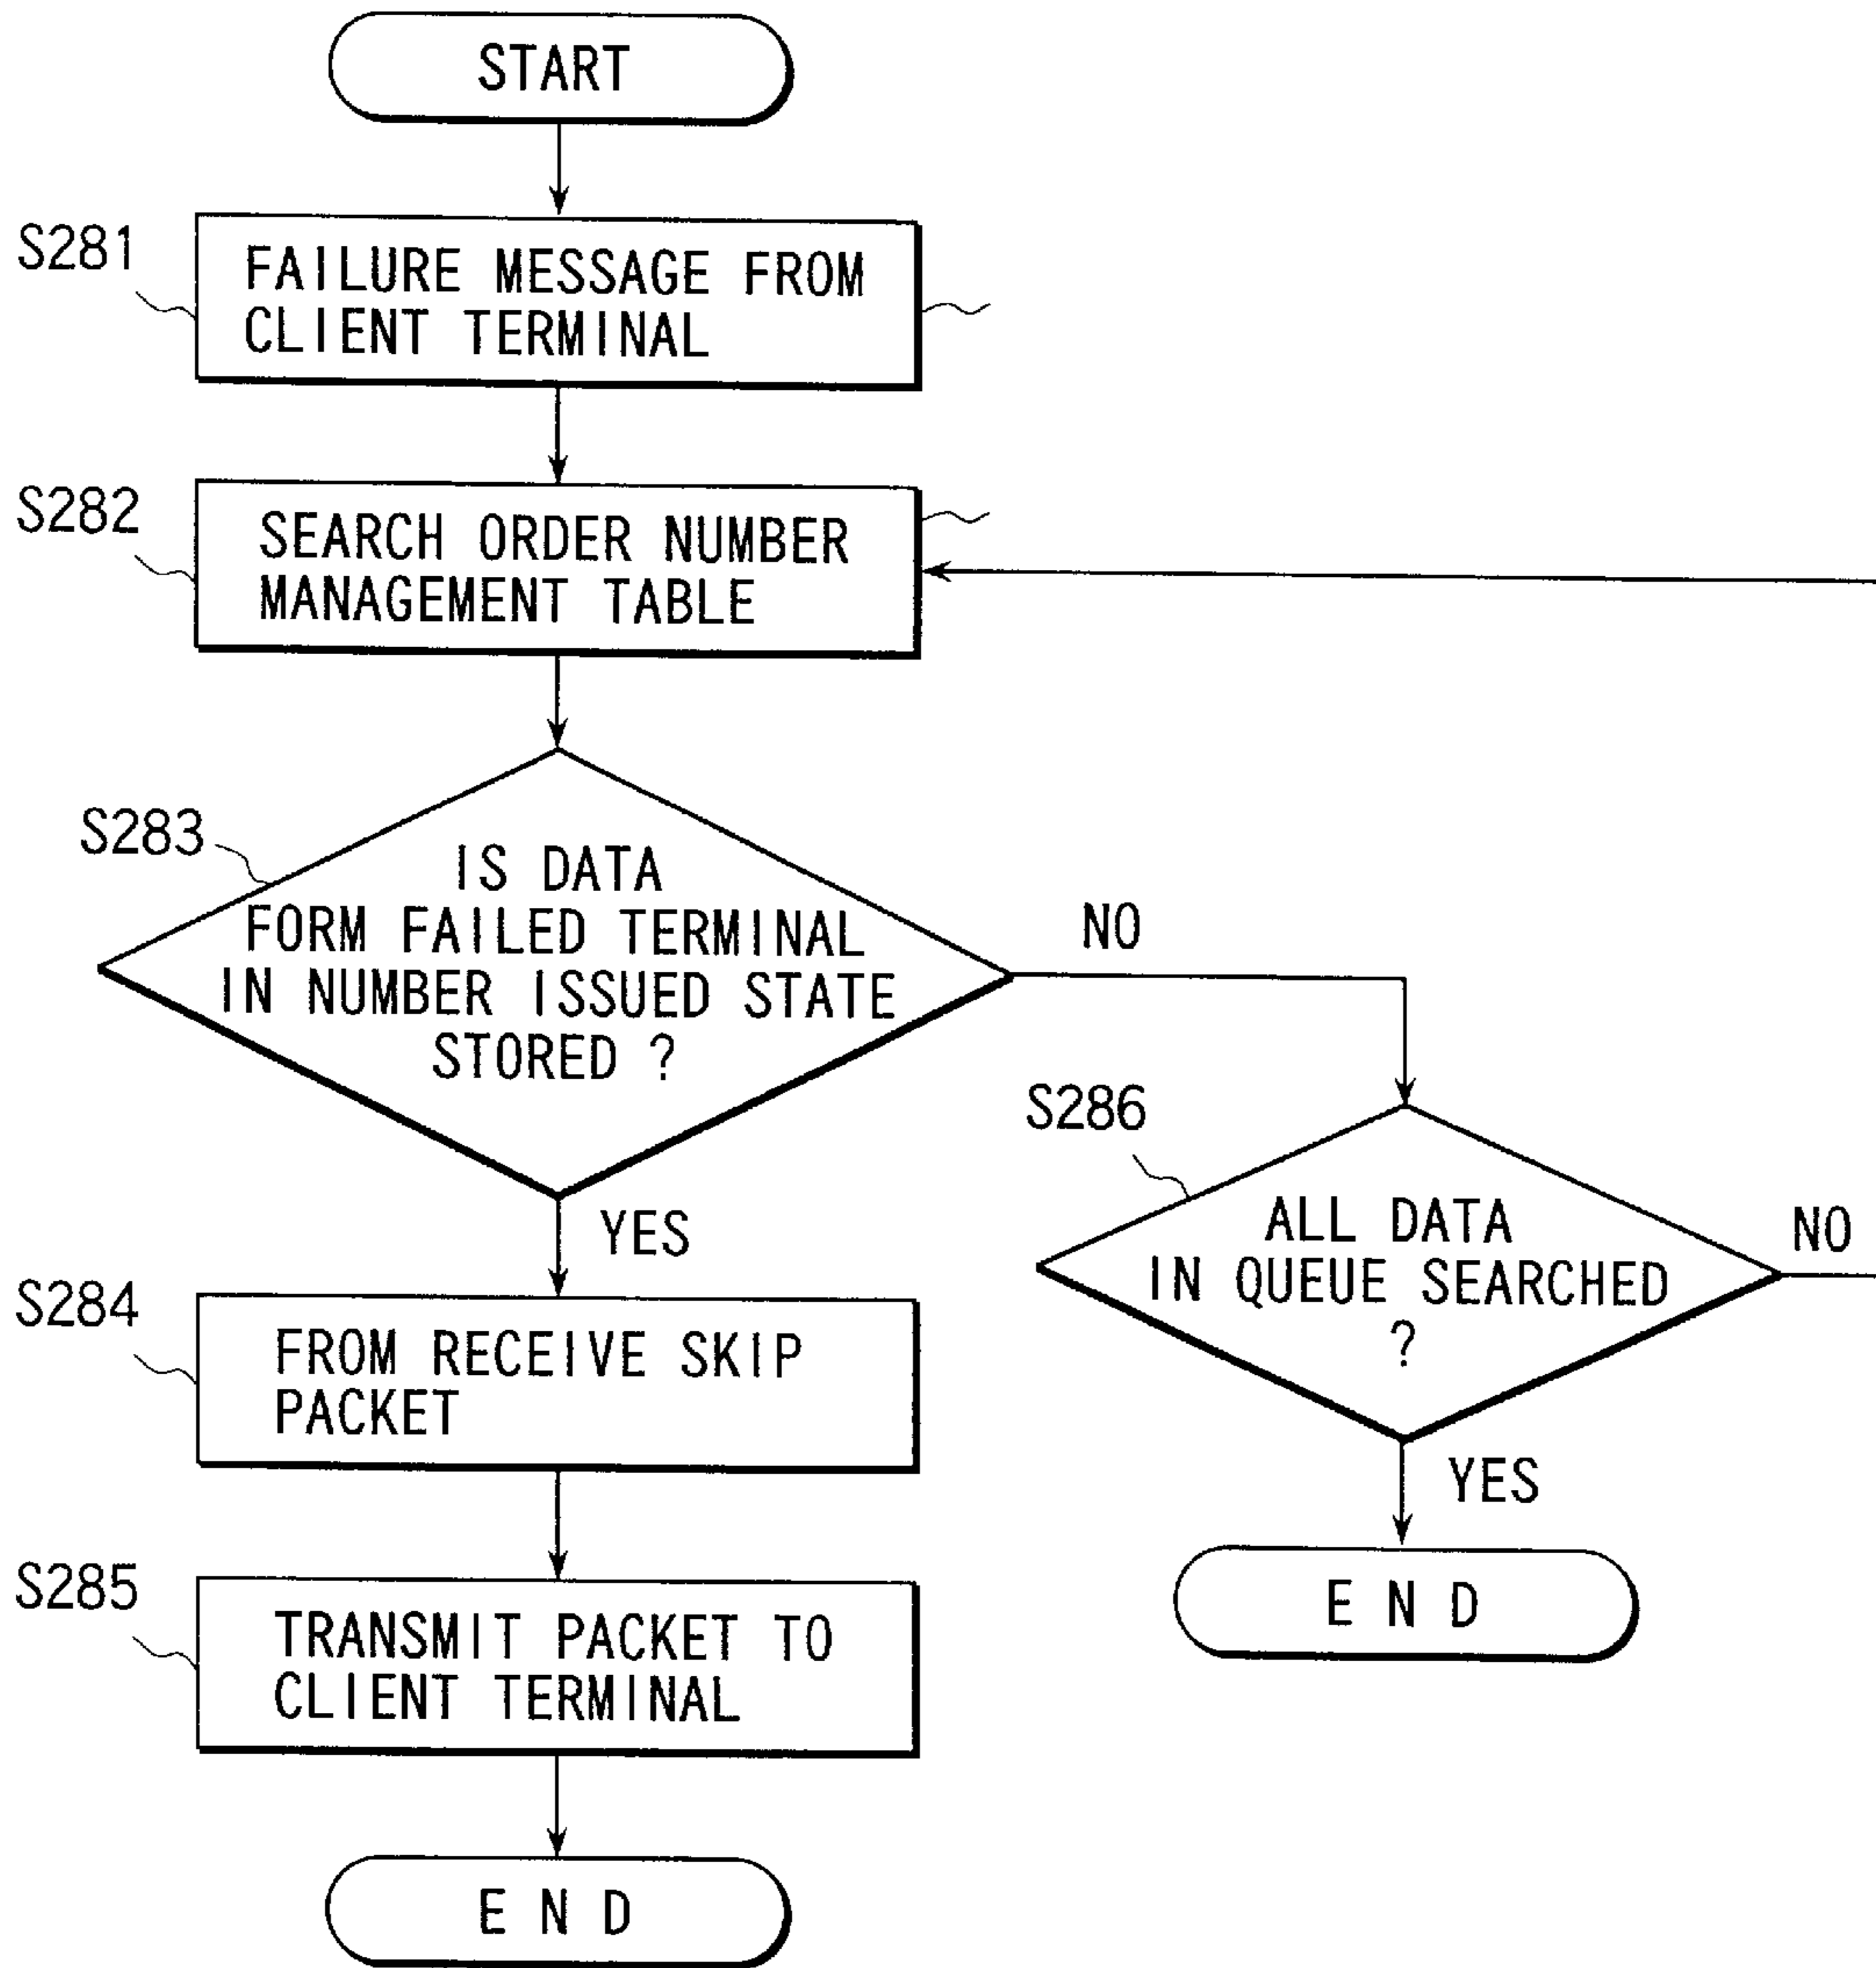 START
S281
FAILURE MESSAGE FROM
CLIENT TERMINAL
S282
SEARCH ORDER NUMBER
MANAGEMENT TABLE
S283
IS DATA
FORM FAILED TERMINAL
IN NUMBER ISSUED STATE
STORED ?
NO
YES
S286
ALL DATA
IN QUEUE SEARCHED
?
NO
YES
END
S284
FROM RECEIVE SKIP
PACKET
S285
TRANSMIT PACKET TO
CLIENT TERMINAL
END